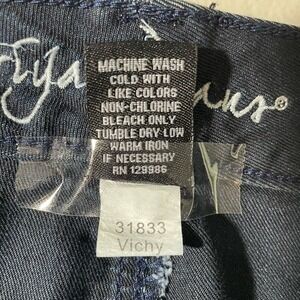 MACHINE WASH
COLD WITH
LIKE COLORS
NON-CHLORINE
BLEACH ONLY
TUMBLE DRY LOW
WARM IRON
IF NECESSARY
RN 129986
31833
Vichy